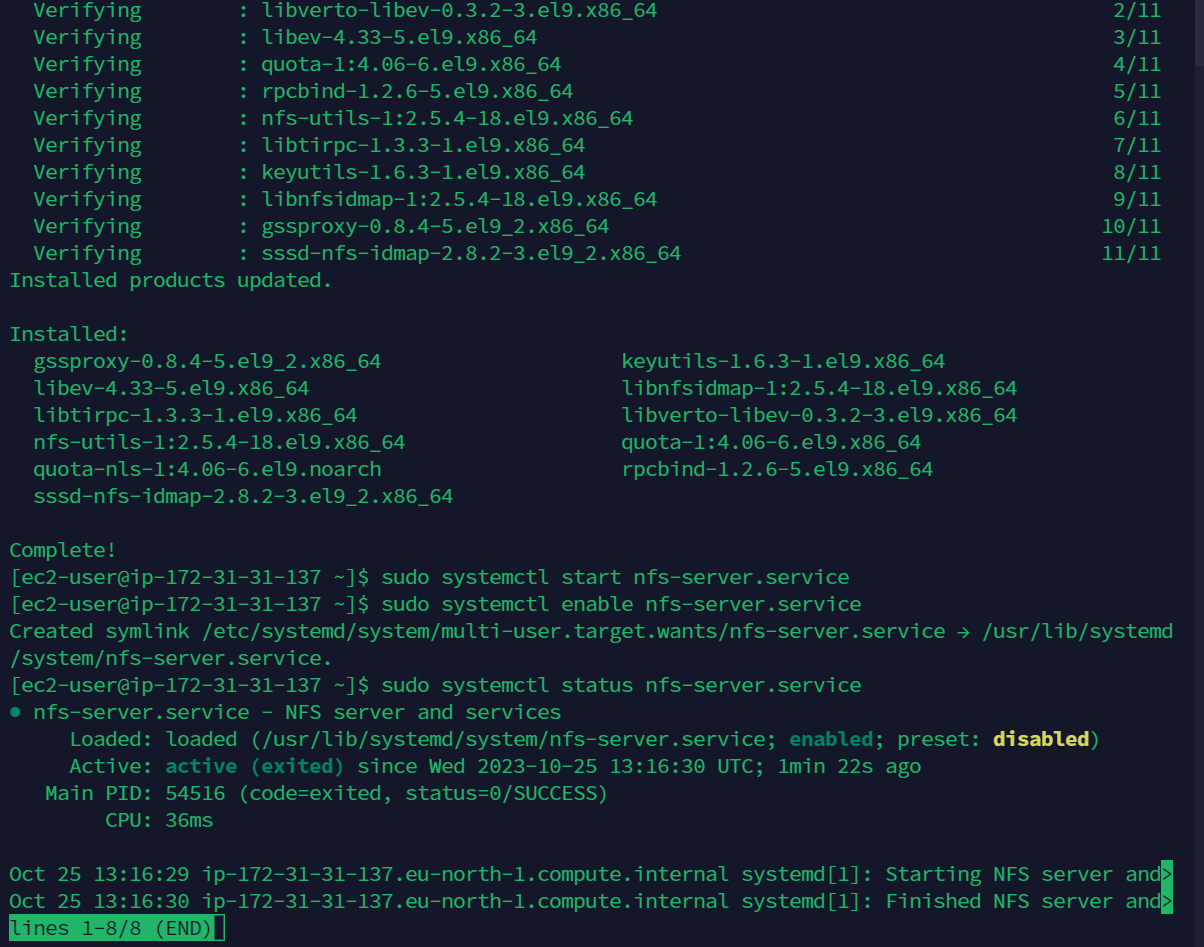 Verifying : libverto-libev-0.3.2-3.el9.x86_64 2/11
Verifying : libev-4.33-5.el9.x86_64 3/11
Verifying : quota-1:4.06-6.el9.x86_64 4/11
Verifying : rpcbind-1.2.6-5.el9.x86_64 5/11
Verifying : nfs-utils-1:2.5.4-18.el9.x86_64 6/11
Verifying : libtirpc-1.3.3-1.el9.x86_64 7/11
Verifying : keyutils-1.6.3-1.el9.x86_64 8/11
Verifying : libnfsidmap-1:2.5.4-18.el9.x86_64 9/11
Verifying : gssproxy-0.8.4-5.el9_2.x86_64 10/11
Verifying : sssd-nfs-idmap-2.8.2-3.el9_2.x86_64 11/11
Installed products updated.
Installed:
gssproxy-0.8.4-5.el9_2.x86_64 keyutils-1.6.3-1.el9.x86_64
libev-4.33-5.el9.x86_64 libnfsidmap-1:2.5.4-18.el9.x86_64
libtirpc-1.3.3-1.el9.x86_64 libverto-libev-0.3.2-3.el9.x86_64
nfs-utils-1:2.5.4-18.el9.x86_64 quota-1:4.06-6.el9.x86_64
quota-nls-1:4.06-6.el9.noarch rpcbind-1.2.6-5.el9.x86_64
sssd-nfs-idmap-2.8.2-3.el9_2.x86_64
Complete!
[ec2-user@ip-172-31-31-137 ~]$ sudo systemctl start nfs-server.service
[ec2-user@ip-172-31-31-137 ~]$ sudo systemctl enable nfs-server.service
Created symlink /etc/systemd/system/multi-user.target.wants/nfs-server.service → /usr/lib/systemd
/system/nfs-server.service.
[ec2-user@ip-172-31-31-137 ~]$ sudo systemctl status nfs-server.service
● nfs-server.service - NFS server and services
Loaded: loaded (/usr/lib/systemd/system/nfs-server.service; enabled; preset: disabled)
Active: active (exited) since Wed 2023-10-25 13:16:30 UTC; 1min 22s ago
Main PID: 54516 (code=exited, status=0/SUCCESS)
CPU: 36ms
Oct 25 13:16:29 ip-172-31-31-137.eu-north-1.compute.internal systemd[1]: Starting NFS server and>
Oct 25 13:16:30 ip-172-31-31-137.eu-north-1.compute.internal systemd[1]: Finished NFS server and>
lines 1-8/8 (END)